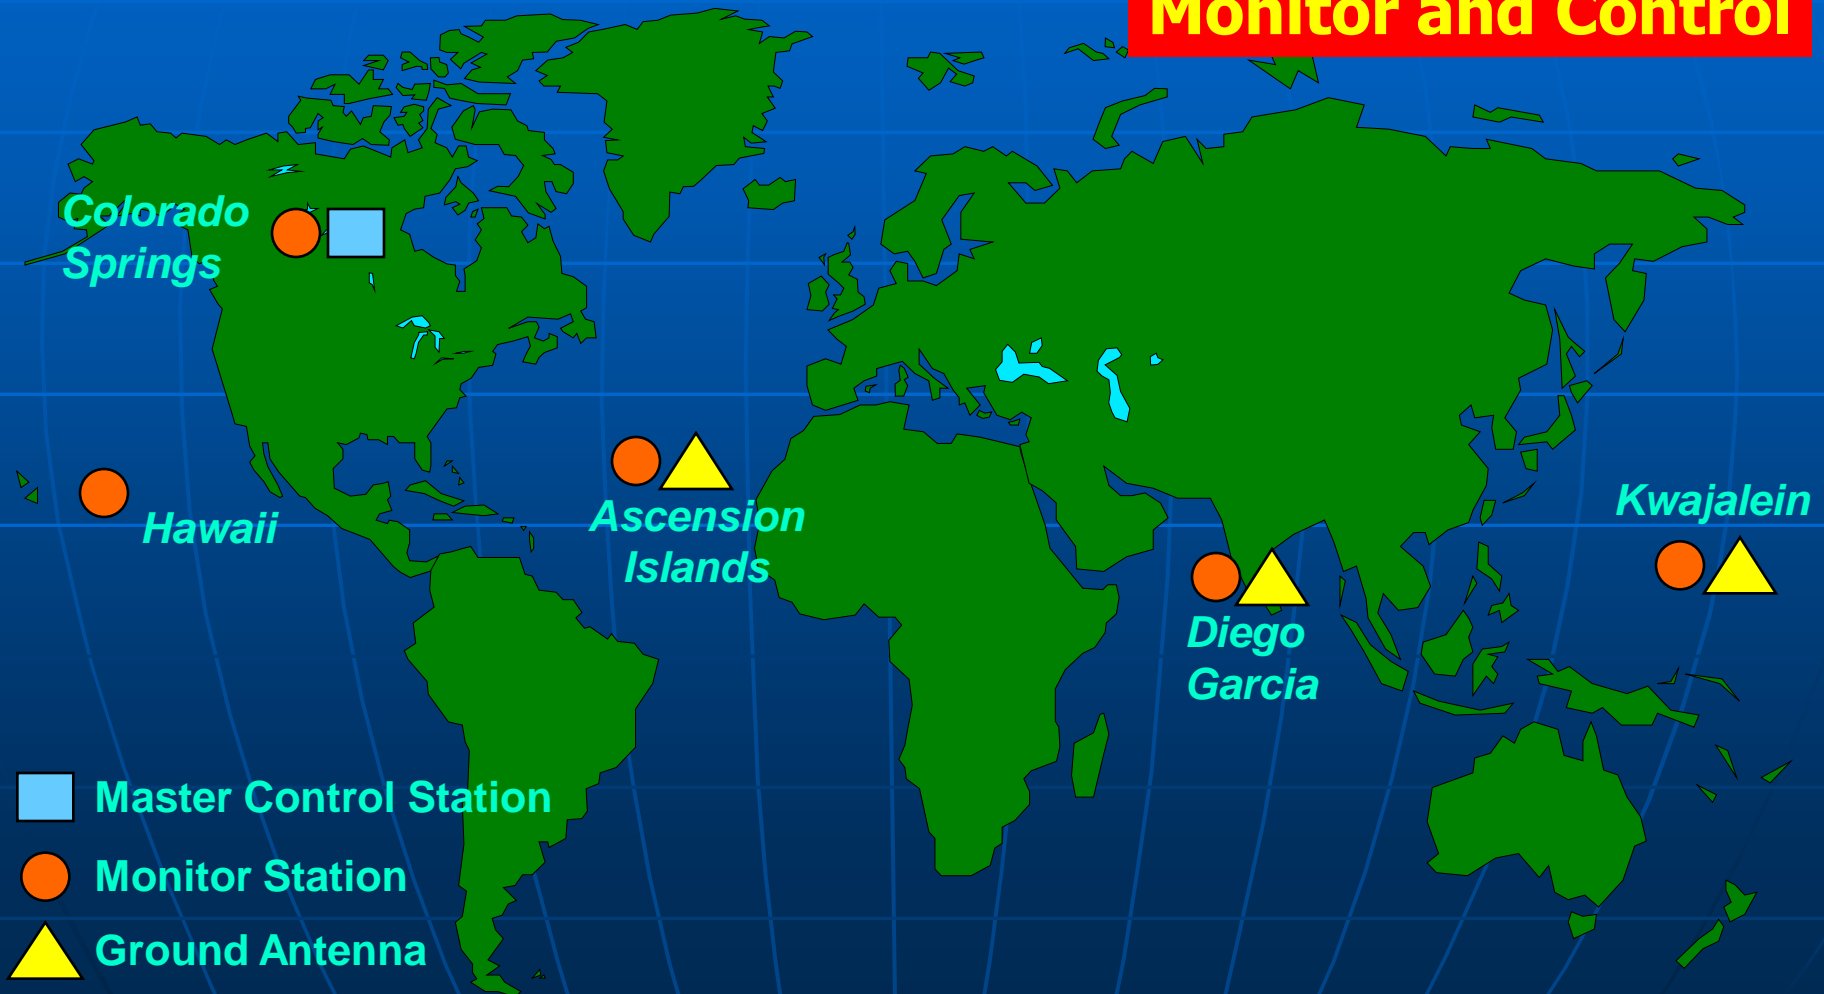 Monitor and Control
Colorado
Springs
Hawaii
Ascension
Islands
Kwajalein
Diego
Garcia
Master Control Station
Monitor Station
Ground Antenna